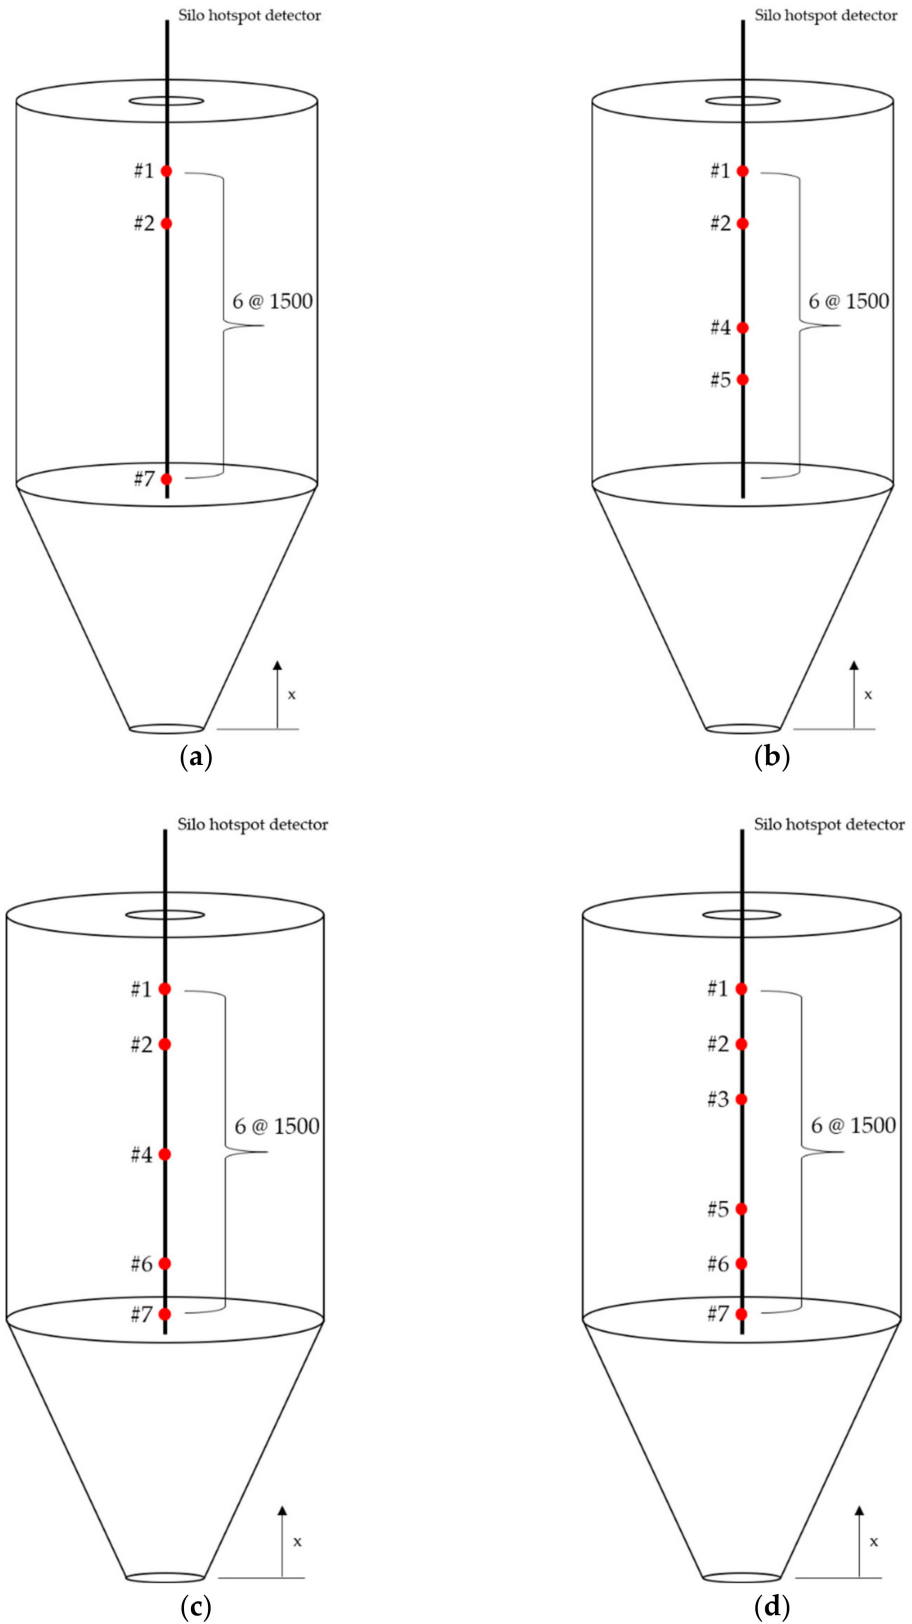 Silo hotspot detector
#1
#2
6 @ 1500
#7
x
(a)
Silo hotspot detector
#1
#2
6 @ 1500
#4
#5
x
(b)
Silo hotspot detector
#1
#2
6 @ 1500
#4
#6
#7
x
(c)
Silo hotspot detector
#1
#2
#3
6 @ 1500
#5
#6
#7
x
(d)